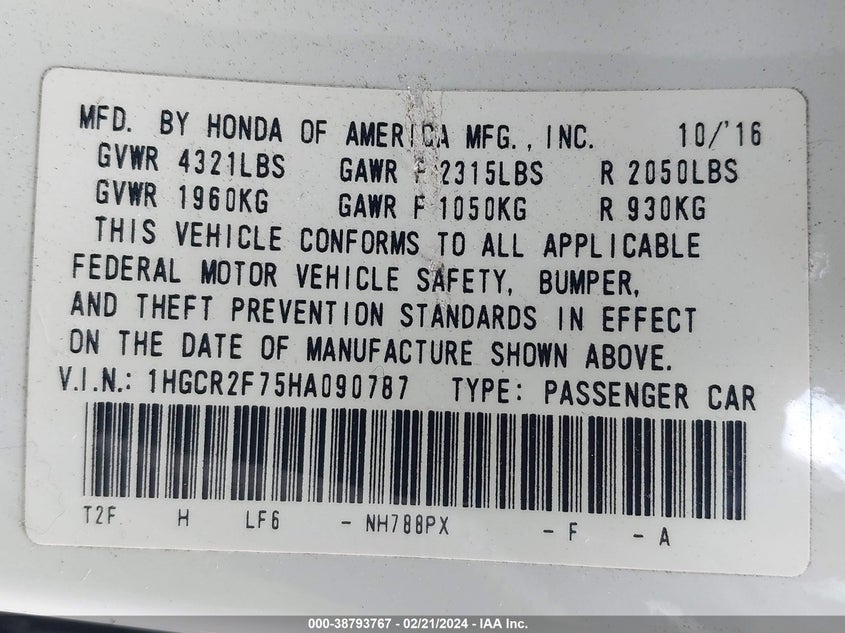 MFD. BY HONDA OF AMERICA MFG., INC. 10/'16
GVWR 4321LBS GAWR F 2315LBS R 2050LBS
GVWR 1960KG GAWR F 1050KG R 930KG
THIS VEHICLE CONFORMS TO ALL APPLICABLE
FEDERAL MOTOR VEHICLE SAFETY, BUMPER,
AND THEFT PREVENTION STANDARDS IN EFFECT
ON THE DATE OF MANUFACTURE SHOWN ABOVE.
V.I.N.: 1HGCR2F75HA090787 TYPE: PASSENGER CAR
T2F H LF6 - NH788PX - F - A
000-38793767 - 02/21/2024 - IAA Inc.